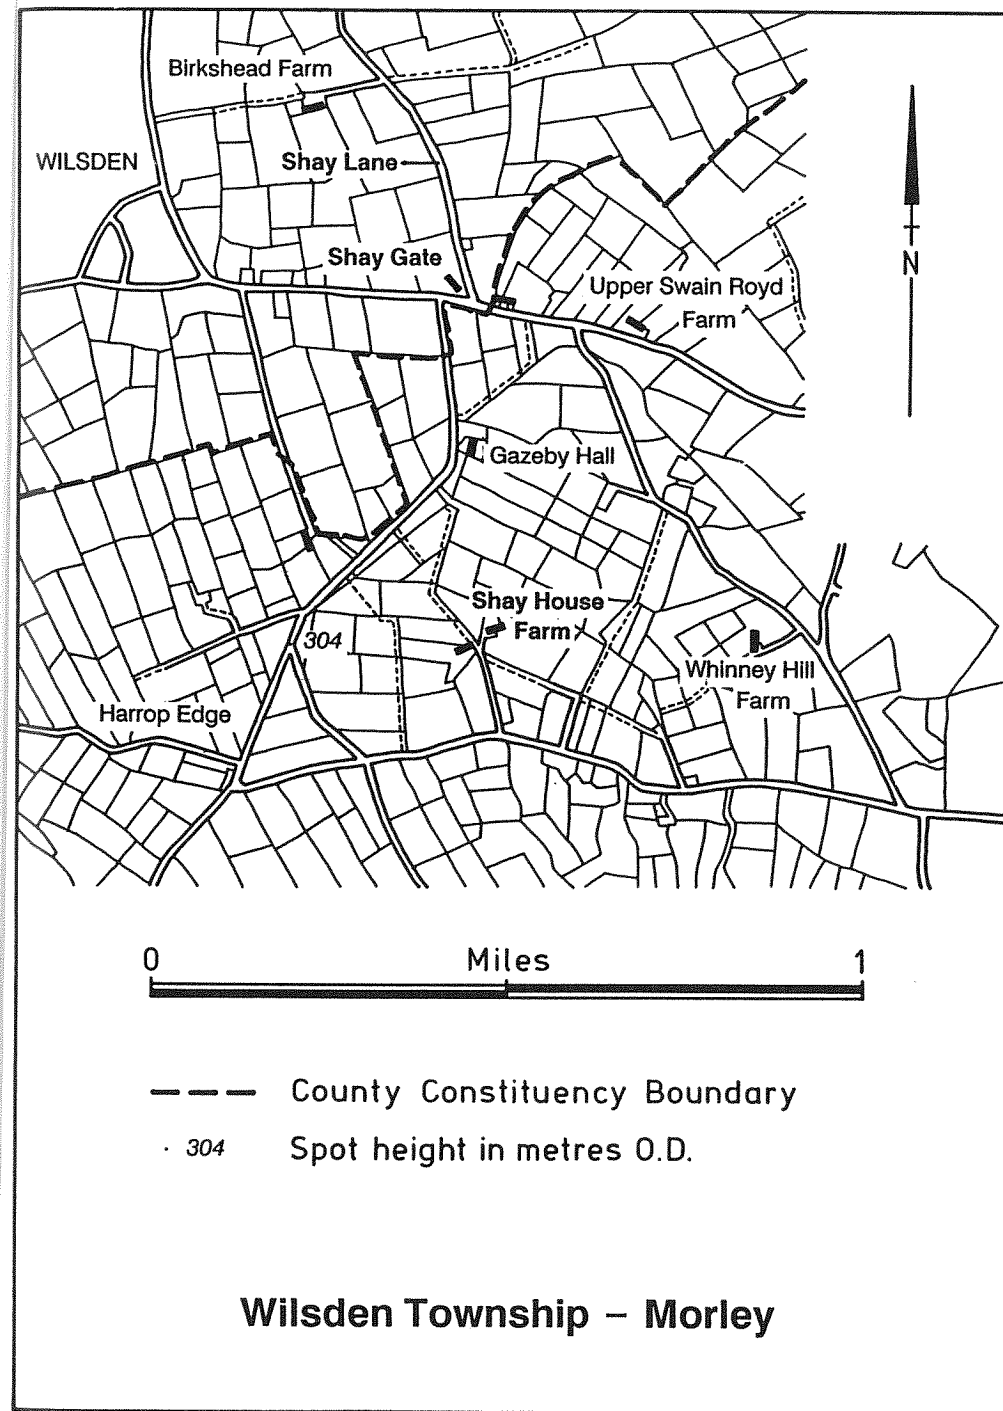 Birkshead Farm
WILSDEN
Shay Lane
Shay Gate
Upper Swain Royd
Farm
N
Gazeby Hall
Shay House
Farm
304
Whinney Hill
Farm
Harrop Edge
0 Miles 1
County Constituency Boundary
304 Spot height in metres O.D.
Wilsden Township – Morley